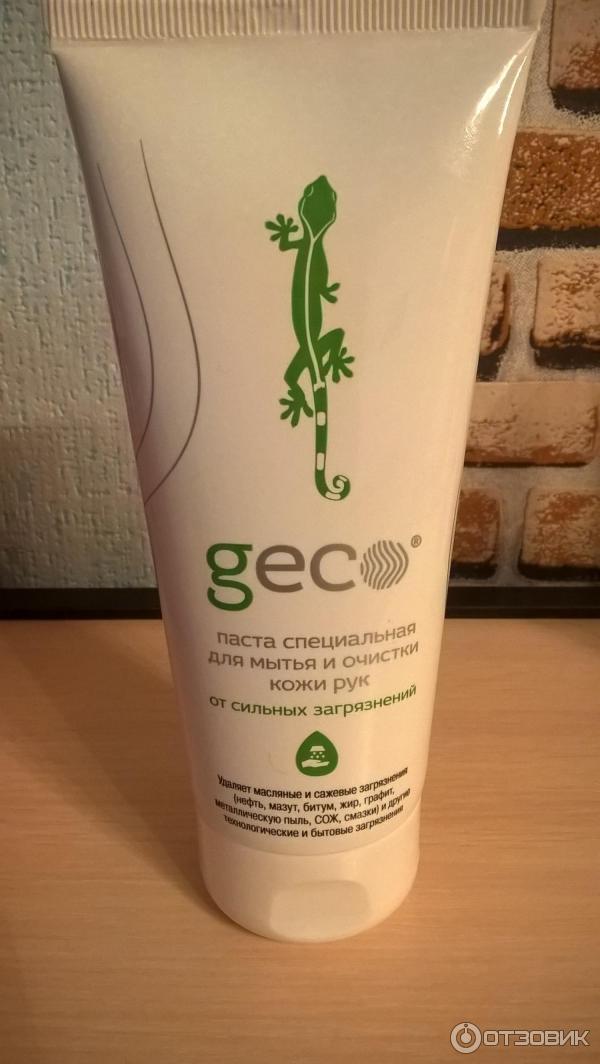 geco®
паста специальная
для мытья и очистки
кожи рук
от сильных загрязнений
Удаляет масляные и сажевые загрязнения
(нефть, мазут, битум, жир, графит,
металлическую пыль, СОЖ, смазки) и другие
технологические и бытовые загрязнения
ОТЗОВИК